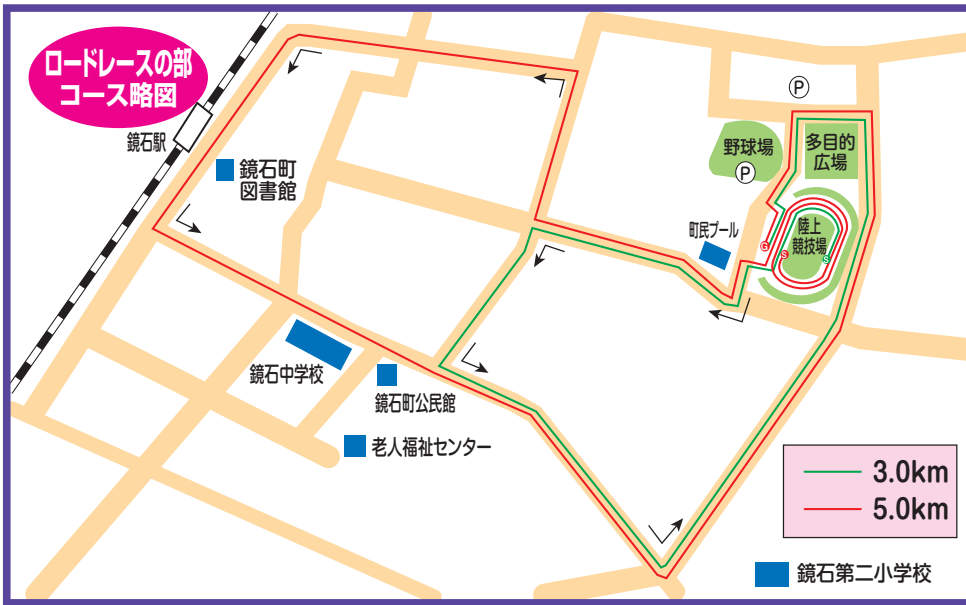 ロードレースの部
コース略図
鏡石駅
鏡石町
図書館
P
野球場
P
多目的
広場
町民プール
陸上
競技場
G
S
S
鏡石中学校
鏡石町公民館
老人福祉センター
3.0km
5.0km
鏡石第二小学校